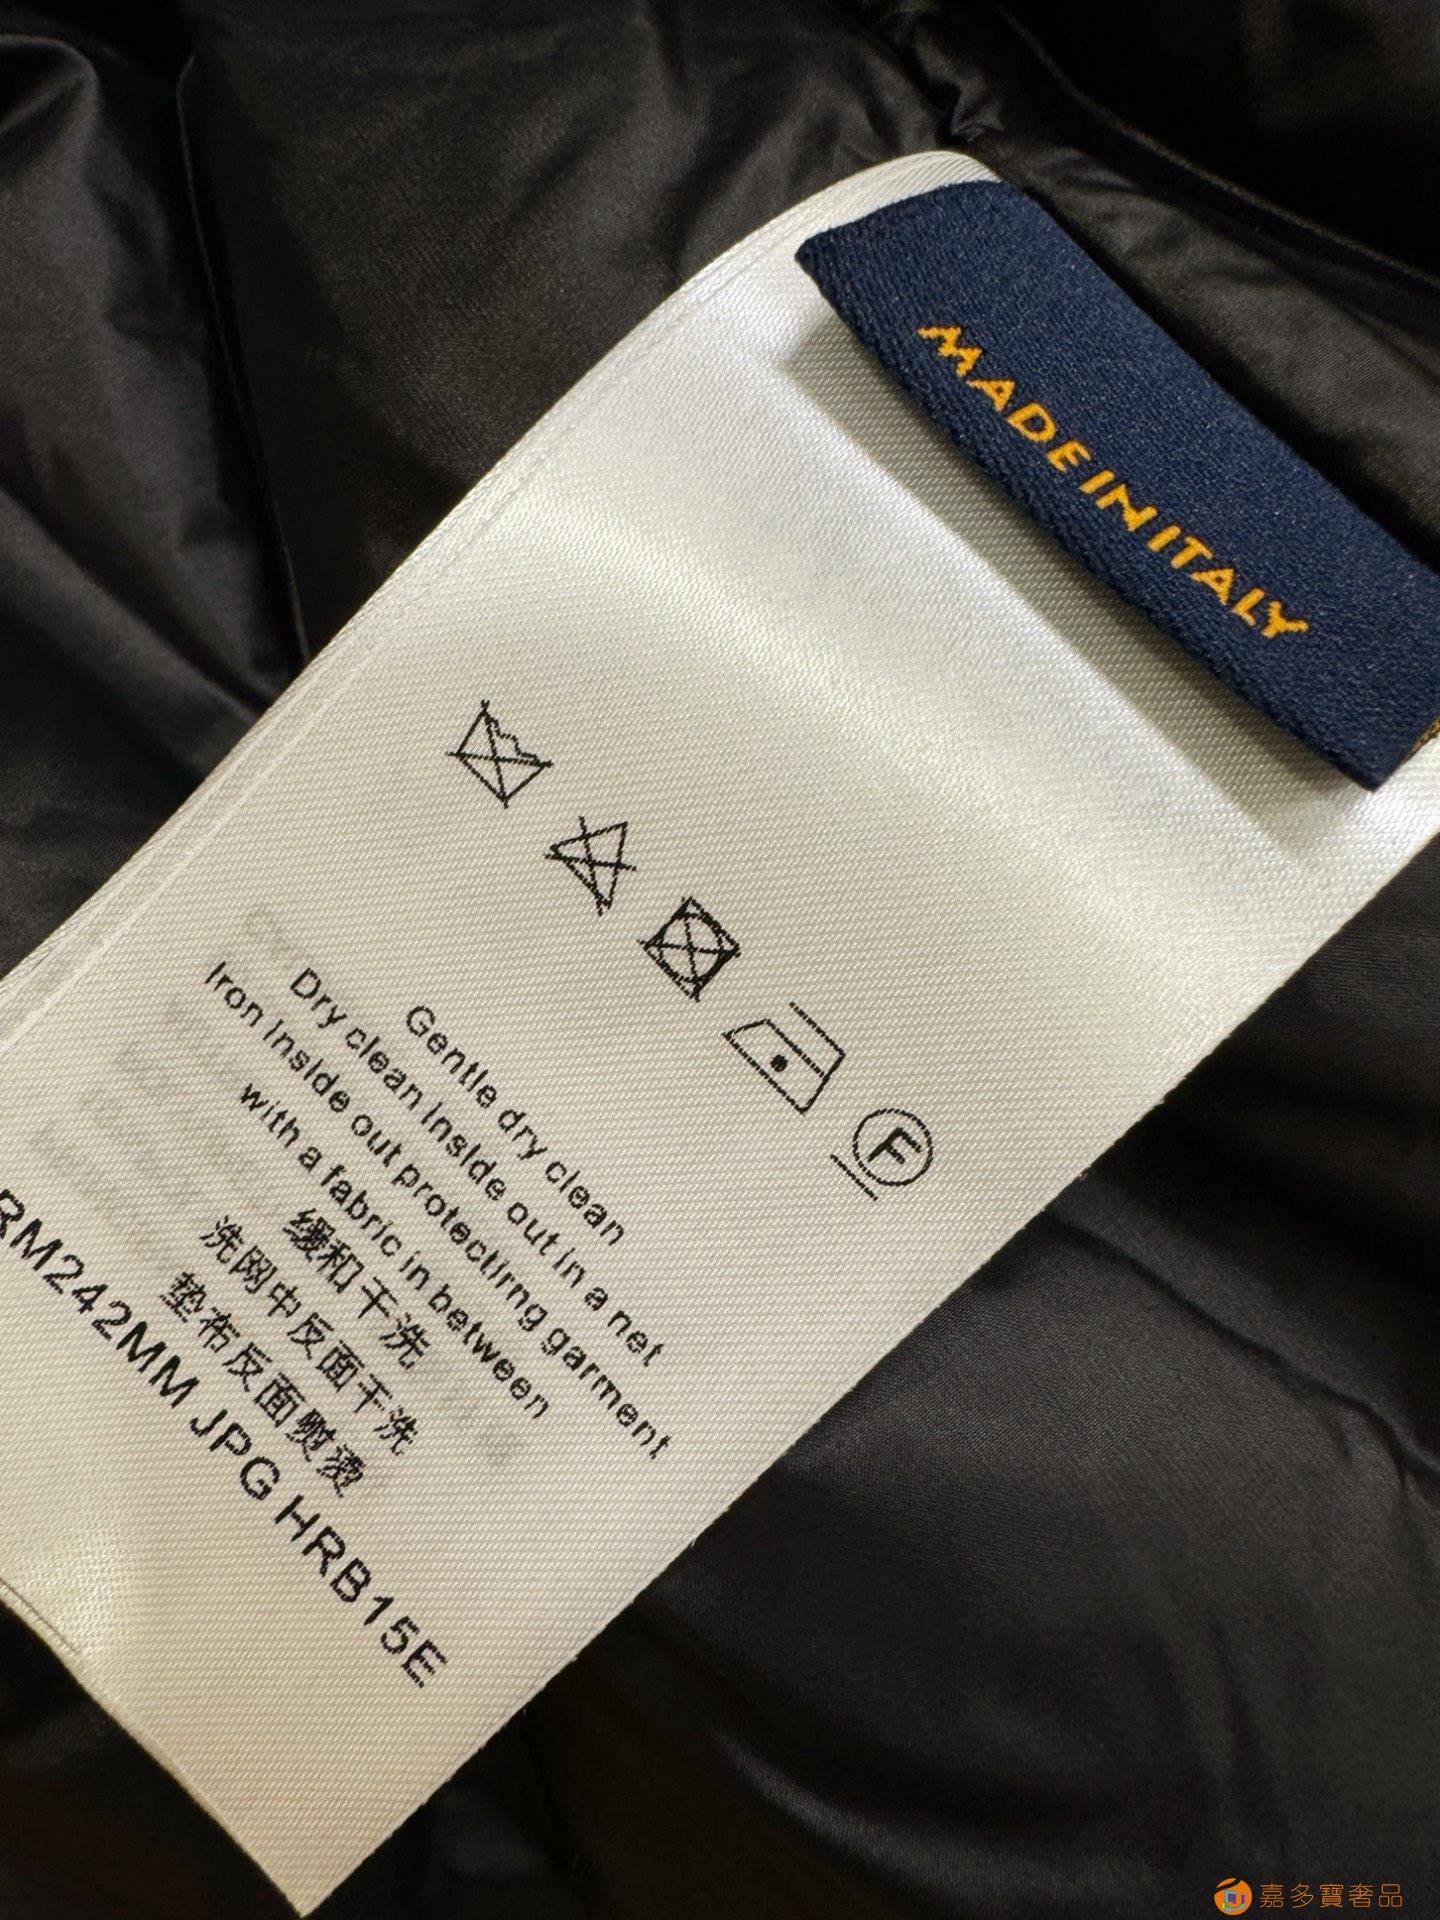 MADE IN ITALY
F
Gentle dry clean
Dry clean inside out in a net
Iron inside out protectirng garment
with a fabric in between
缓和干洗
洗网中反面干洗
垫布反面熨烫
RM242MM JPG HRB15E
嘉多寶奢品